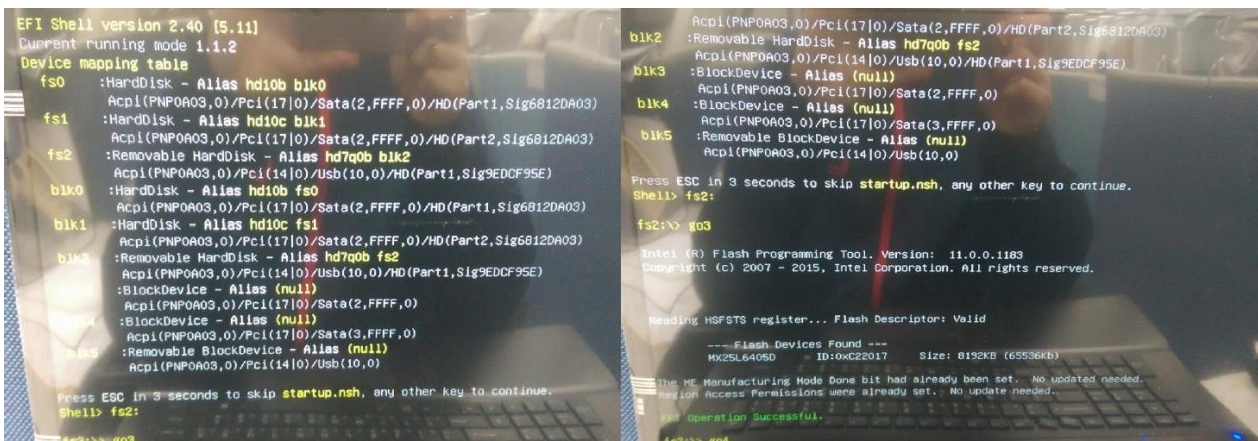 EFI Shell version 2.40 [5.11]
Current running mode 1.1.2
Device mapping table
fs0 :HardDisk - Alias hd10b blk0
Acpi(PNP0A03,0)/Pci(17|0)/Sata(2,FFFF,0)/HD(Part1,Sig6812DA03)
fs1 :HardDisk - Alias hd10c blk1
Acpi(PNP0A03,0)/Pci(17|0)/Sata(2,FFFF,0)/HD(Part2,Sig6812DA03)
fs2 :Removable HardDisk - Alias hd7q0b blk2
Acpi(PNP0A03,0)/Pci(14|0)/Usb(10,0)/HD(Part1,Sig9EDCF95E)
blk0 :HardDisk - Alias hd10b fs0
Acpi(PNP0A03,0)/Pci(17|0)/Sata(2,FFFF,0)/HD(Part1,Sig6812DA03)
blk1 :HardDisk - Alias hd10c fs1
Acpi(PNP0A03,0)/Pci(17|0)/Sata(2,FFFF,0)/HD(Part2,Sig6812DA03)
blk2 :Removable HardDisk - Alias hd7q0b fs2
Acpi(PNP0A03,0)/Pci(14|0)/Usb(10,0)/HD(Part1,Sig9EDCF95E)
:BlockDevice - Alias (null)
Acpi(PNP0A03,0)/Pci(17|0)/Sata(2,FFFF,0)
:BlockDevice - Alias (null)
Acpi(PNP0A03,0)/Pci(17|0)/Sata(3,FFFF,0)
blk5 :Removable BlockDevice - Alias (null)
Acpi(PNP0A03,0)/Pci(14|0)/Usb(10,0)
Press ESC in 3 seconds to skip startup.nsh, any other key to continue.
Shell> fs2:
fs2:\> go3
Acpi(PNP0A03,0)/Pci(17|0)/Sata(2,FFFF,0)/HD(Part2,Sig6812DA03)
blk2 :Removable HardDisk - Alias hd7q0b fs2
Acpi(PNP0A03,0)/Pci(14|0)/Usb(10,0)/HD(Part1,Sig9EDCF95E)
blk3 :BlockDevice - Alias (null)
Acpi(PNP0A03,0)/Pci(17|0)/Sata(2,FFFF,0)
blk4 :BlockDevice - Alias (null)
Acpi(PNP0A03,0)/Pci(17|0)/Sata(3,FFFF,0)
blk5 :Removable BlockDevice - Alias (null)
Acpi(PNP0A03,0)/Pci(14|0)/Usb(10,0)
Press ESC in 3 seconds to skip startup.nsh, any other key to continue.
Shell> fs2:
fs2:\> go3
Intel (R) Flash Programming Tool. Version: 11.0.0.1183
Copyright (c) 2007 - 2015, Intel Corporation. All rights reserved.
Reading HSFSTS register... Flash Descriptor: Valid
--- Flash Devices Found ---
MX25L6405D ID:0xC22017 Size: 8192KB (65536Kb)
The ME Manufacturing Mode Done bit had already been set. No updated needed.
Region Access Permissions were already set. No update needed.
FPT Operation Successful.
fs2:\> go4